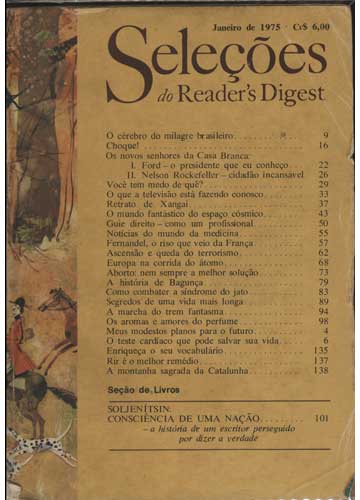 Janeiro de 1975 · Cr$ 6,00
Seleções
do Reader's Digest
O cérebro do milagre brasileiro ........ 9
Choque! ........ 16
Os novos senhores da Casa Branca:
I. Ford – o presidente que eu conheço .... 22
II. Nelson Rockefeller – cidadão incansável 26
Você tem medo de quê? ........ 29
O que a televisão está fazendo conosco .... 33
Retrato de Xangai ........ 37
O mundo fantástico do espaço cósmico .... 43
Guie direito – como um profissional ...... 50
Notícias do mundo da medicina ........ 55
Fernandel, o riso que veio da França ...... 57
Ascensão e queda do terrorismo ........ 62
Europa na corrida do átomo ........ 68
Aborto: nem sempre a melhor solução .... 73
A história de Bagunça ........ 79
Como combater a síndrome do jato ...... 83
Segredos de uma vida mais longa ........ 89
A marcha do trem fantasma ........ 94
Os aromas e amores do perfume ........ 98
Meus modestos planos para o futuro ...... 4
O teste cardíaco que pode salvar sua vida . 6
Enriqueça o seu vocabulário ........ 135
Rir é o melhor remédio ........ 137
A montanha sagrada da Catalunha ...... 138
Seção de Livros
SOLJENÍTSIN:
CONSCIÊNCIA DE UMA NAÇÃO ........ 101
– a história de um escritor perseguido
por dizer a verdade